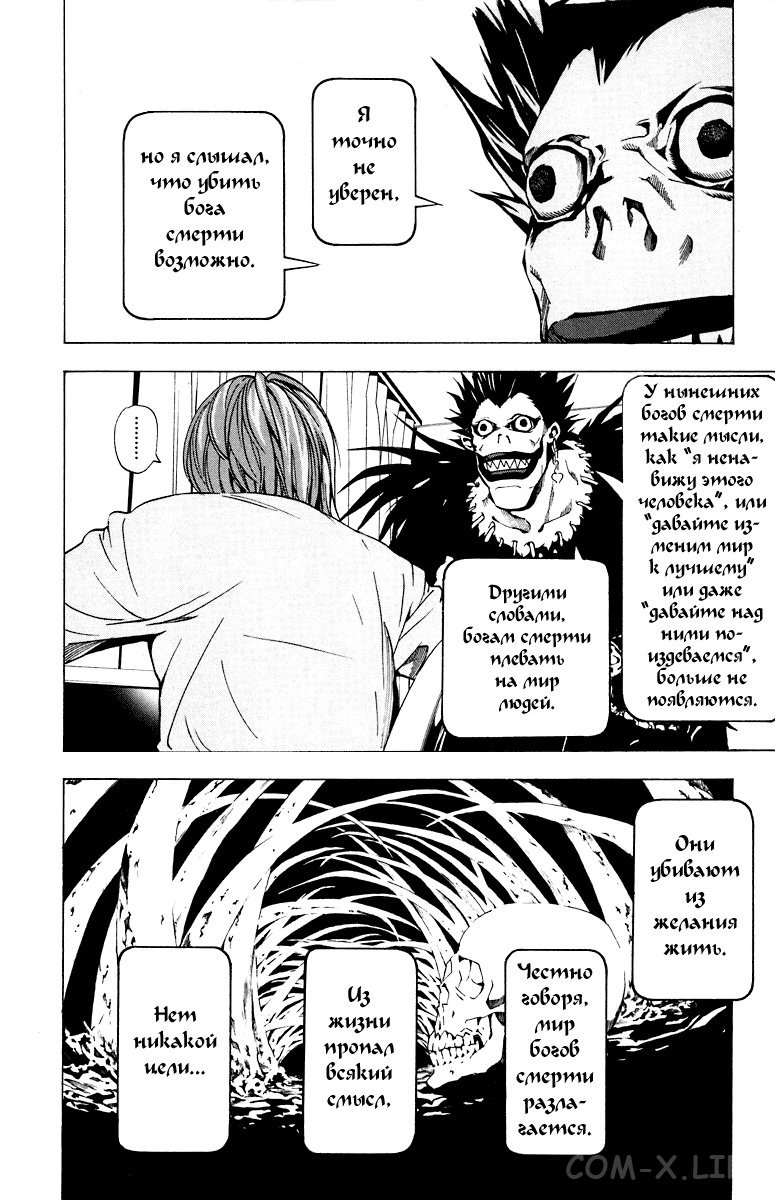 Я
точно
не
уверен,
но я слышал,
что убить
бога
смерти
возможно.
У нынешних
богов смерти
такие мысли,
как "я нена-
вижу этого
человека", или
"давайте из-
меним мир
к лучшему"
или даже
"давайте над
ними по-
издеваемся",
больше не
появляются.
Другими
словами,
богам смерти
плевать
на мир
людей.
........
Они
убивают
из
желания
жить.
Честно
говоря,
мир
богов
смерти
разла-
гается.
Из
жизни
пропал
всякий
смысл,
Нет
никакой
цели...
COM-X.LIF